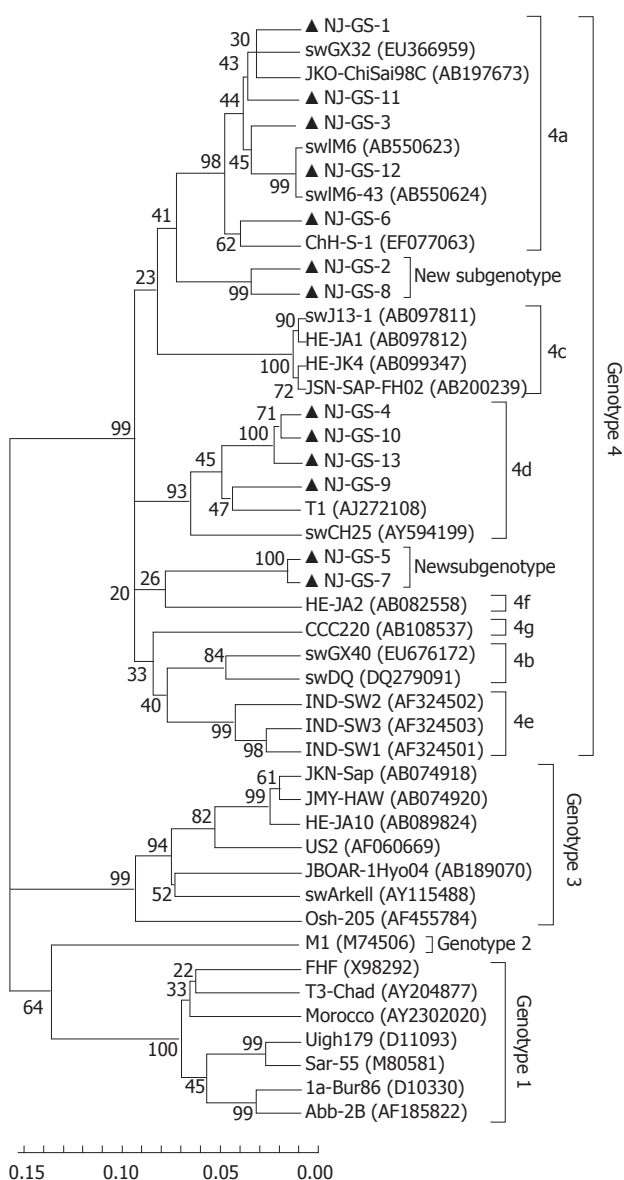 30
▲ NJ-GS-1
swGX32 (EU366959)
43
JKO-ChiSai98C (AB197673)
44
▲ NJ-GS-11
▲ NJ-GS-3
4a
98
45
swlM6 (AB550623)
▲ NJ-GS-12
99
swlM6-43 (AB550624)
41
▲ NJ-GS-6
62
ChH-S-1 (EF077063)
▲ NJ-GS-2
New subgenotype
23
99
▲ NJ-GS-8
90
swJ13-1 (AB097811)
HE-JA1 (AB097812)
4c
100
HE-JK4 (AB099347)
72
JSN-SAP-FH02 (AB200239)
Genotype 4
99
71
▲ NJ-GS-4
100
▲ NJ-GS-10
45
▲ NJ-GS-13
4d
93
▲ NJ-GS-9
47
T1 (AJ272108)
swCH25 (AY594199)
100
▲ NJ-GS-5
Newsubgenotype
26
▲ NJ-GS-7
20
HE-JA2 (AB082558)
4f
CCC220 (AB108537)
4g
33
84
swGX40 (EU676172)
4b
swDQ (DQ279091)
40
IND-SW2 (AF324502)
99
IND-SW3 (AF324503)
4e
98
IND-SW1 (AF324501)
61
JKN-Sap (AB074918)
99
JMY-HAW (AB074920)
82
HE-JA10 (AB089824)
94
US2 (AF060669)
Genotype 3
99
JBOAR-1Hyo04 (AB189070)
52
swArkell (AY115488)
Osh-205 (AF455784)
M1 (M74506)
Genotype 2
64
22
FHF (X98292)
33
T3-Chad (AY204877)
Morocco (AY2302020)
100
99
Uigh179 (D11093)
Genotype 1
Sar-55 (M80581)
45
1a-Bur86 (D10330)
99
Abb-2B (AF185822)
0.15 0.10 0.05 0.00